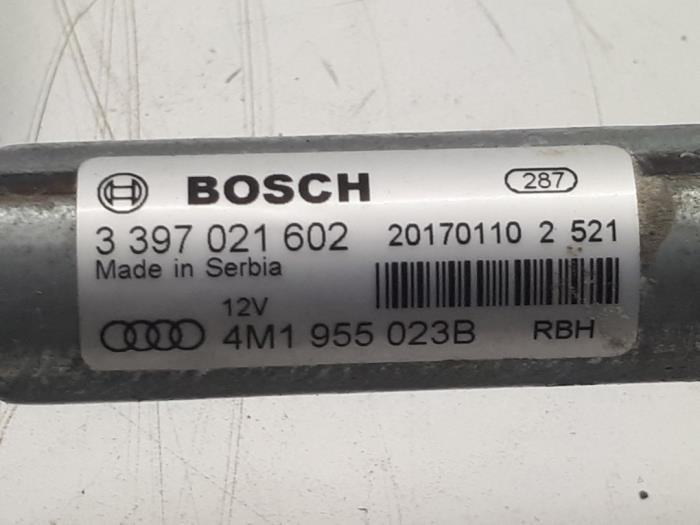 BOSCH 287
3 397 021 602 20170110 2 521
Made in Serbia
12V
4M1 955 023B RBH